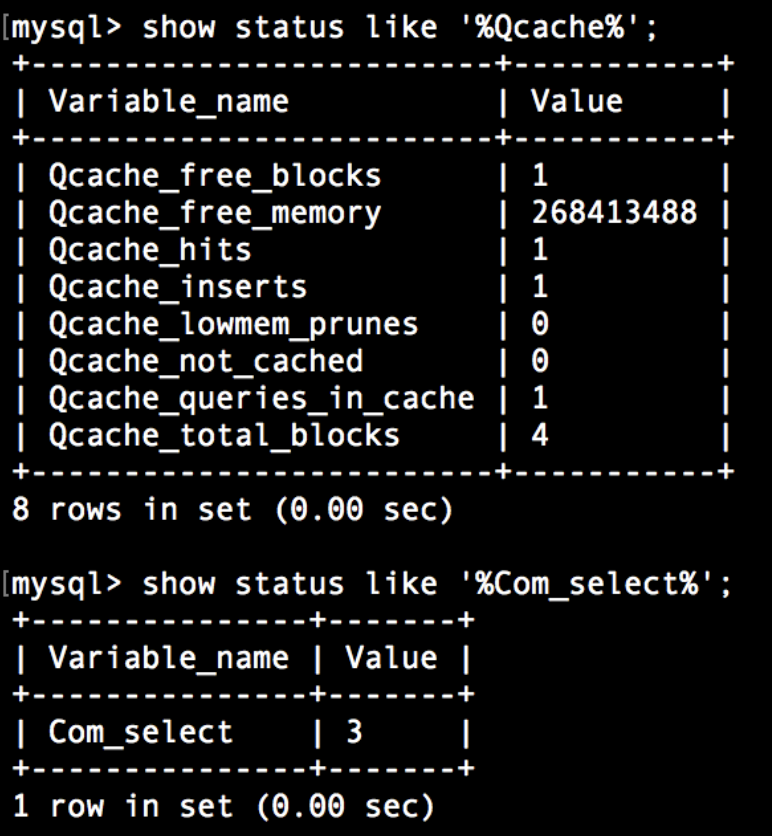 [mysql> show status like '%Qcache%';
+-------------------------+-----------+
| Variable_name           | Value     |
+-------------------------+-----------+
| Qcache_free_blocks      | 1         |
| Qcache_free_memory      | 268413488 |
| Qcache_hits             | 1         |
| Qcache_inserts          | 1         |
| Qcache_lowmem_prunes    | 0         |
| Qcache_not_cached       | 0         |
| Qcache_queries_in_cache | 1         |
| Qcache_total_blocks     | 4         |
+-------------------------+-----------+
8 rows in set (0.00 sec)
[mysql> show status like '%Com_select%';
+---------------+-------+
| Variable_name | Value |
+---------------+-------+
| Com_select    | 3     |
+---------------+-------+
1 row in set (0.00 sec)